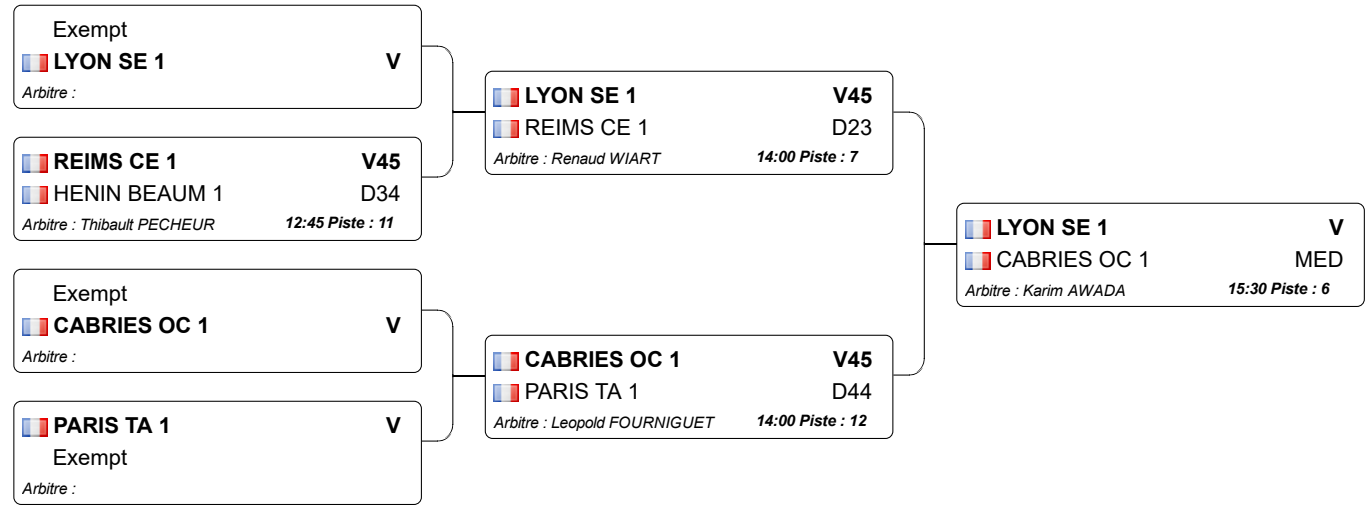 Exempt
LYON SE 1 V
Arbitre :
REIMS CE 1 V45
HENIN BEAUM 1 D34
Arbitre : Thibault PECHEUR 12:45 Piste : 11
Exempt
CABRIES OC 1 V
Arbitre :
PARIS TA 1 V
Exempt
Arbitre :
LYON SE 1 V45
REIMS CE 1 D23
Arbitre : Renaud WIART 14:00 Piste : 7
CABRIES OC 1 V45
PARIS TA 1 D44
Arbitre : Leopold FOURNIGUET 14:00 Piste : 12
LYON SE 1 V
CABRIES OC 1 MED
Arbitre : Karim AWADA 15:30 Piste : 6